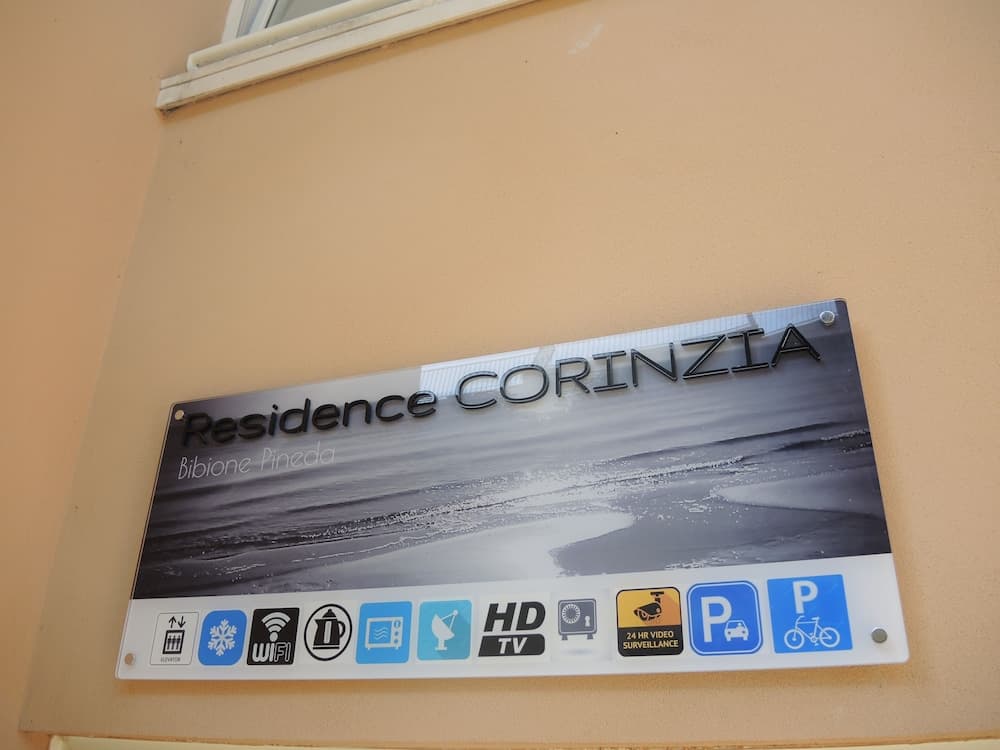 Residence CORINZIA
Bibione Pineda
ELEVATOR
WiFi
HD
TV
24 HR VIDEO
SURVEILLANCE
P
P